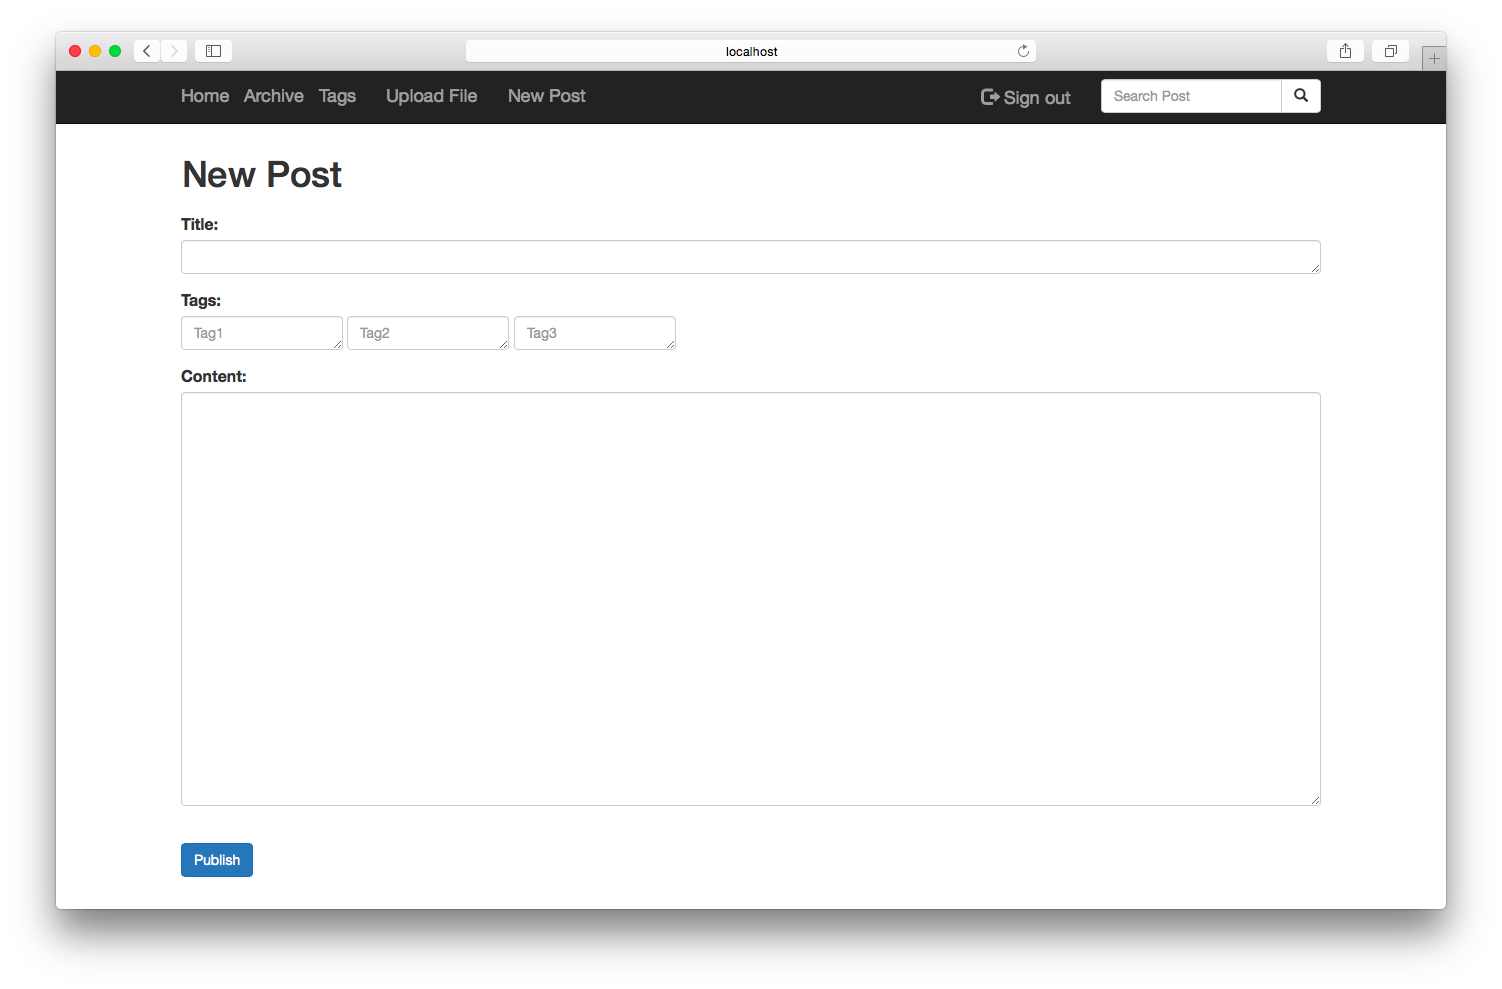 localhost
Home Archive Tags Upload File New Post Sign out Search Post
New Post
Title:
Tags:
Tag1 Tag2 Tag3
Content:
Publish